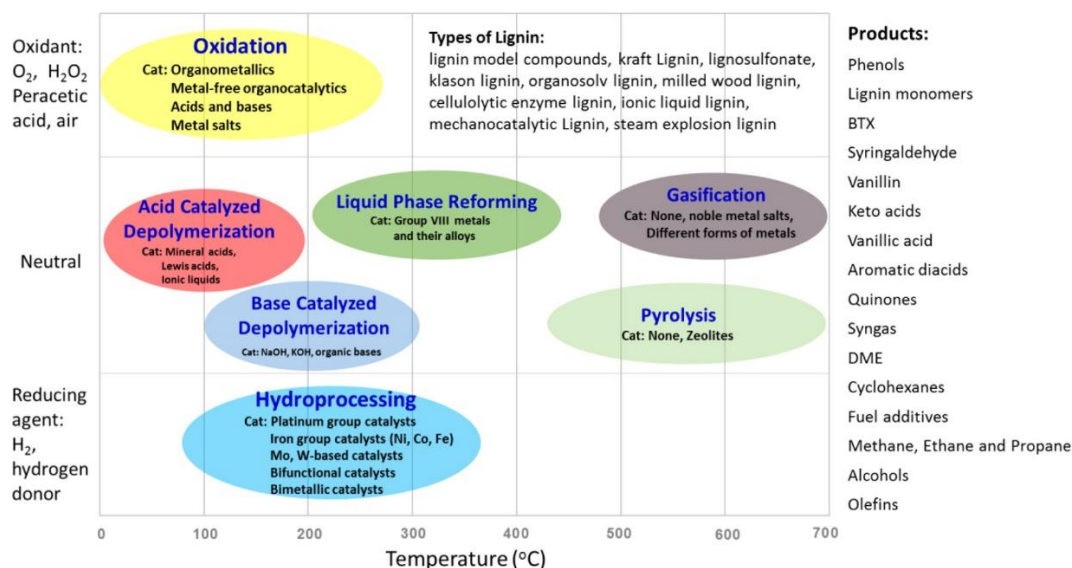 Oxidant:
O₂, H₂O₂
Peracetic
acid, air
Oxidation
Cat: Organometallics
Metal-free organocatalytics
Acids and bases
Metal salts
Types of Lignin:
lignin model compounds, kraft Lignin, lignosulfonate,
klason lignin, organosolv lignin, milled wood lignin,
cellulolytic enzyme lignin, ionic liquid lignin,
mechanocatalytic Lignin, steam explosion lignin
Neutral
Acid Catalyzed
Depolymerization
Cat: Mineral acids,
Lewis acids,
Ionic liquids
Liquid Phase Reforming
Cat: Group VIII metals
and their alloys
Gasification
Cat: None, noble metal salts,
Different forms of metals
Base Catalyzed
Depolymerization
Cat: NaOH, KOH, organic bases
Pyrolysis
Cat: None, Zeolites
Reducing
agent:
H₂,
hydrogen
donor
Hydroprocessing
Cat: Platinum group catalysts
Iron group catalysts (Ni, Co, Fe)
Mo, W-based catalysts
Bifunctional catalysts
Bimetallic catalysts
0 100 200 300 400 500 600 700
Temperature (°C)
Products:
Phenols
Lignin monomers
BTX
Syringaldehyde
Vanillin
Keto acids
Vanillic acid
Aromatic diacids
Quinones
Syngas
DME
Cyclohexanes
Fuel additives
Methane, Ethane and Propane
Alcohols
Olefins